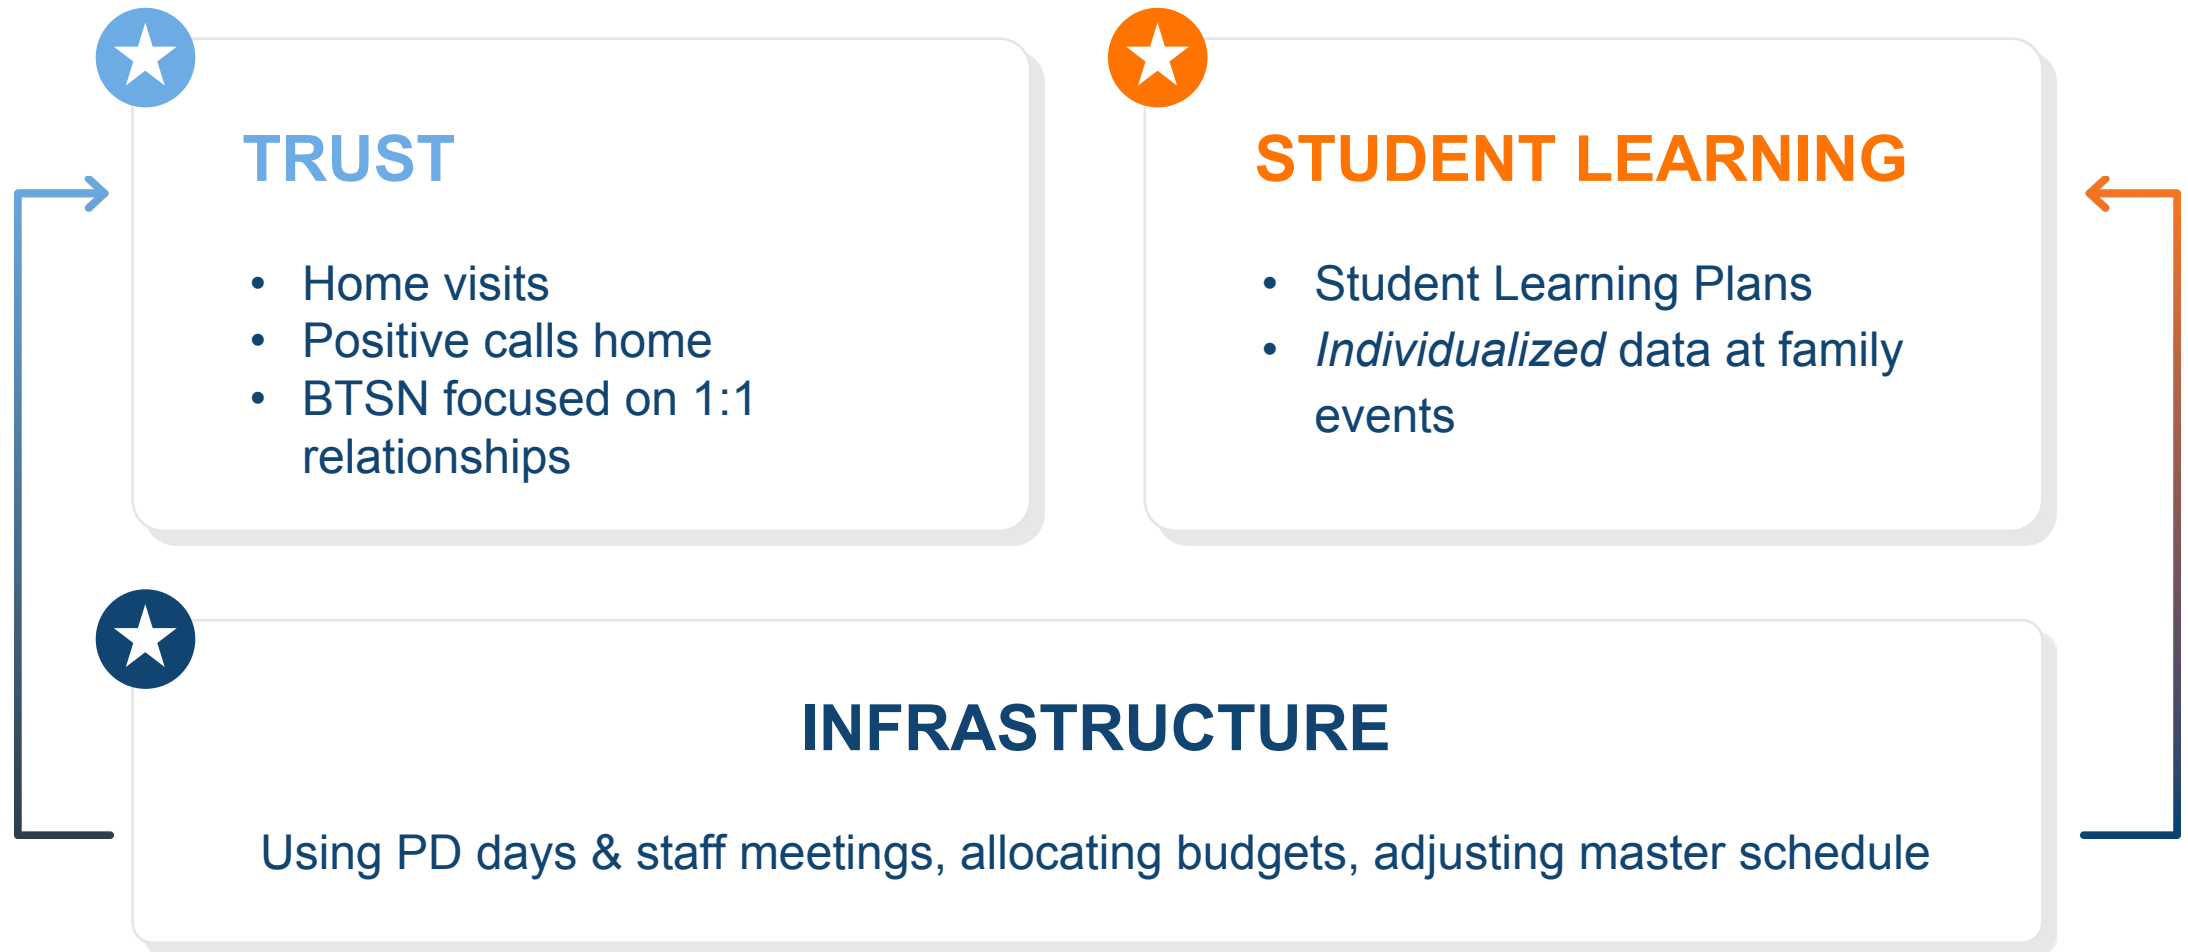 TRUST
• Home visits
• Positive calls home
• BTSN focused on 1:1
relationships
STUDENT LEARNING
• Student Learning Plans
• Individualized data at family
events
INFRASTRUCTURE
Using PD days & staff meetings, allocating budgets, adjusting master schedule